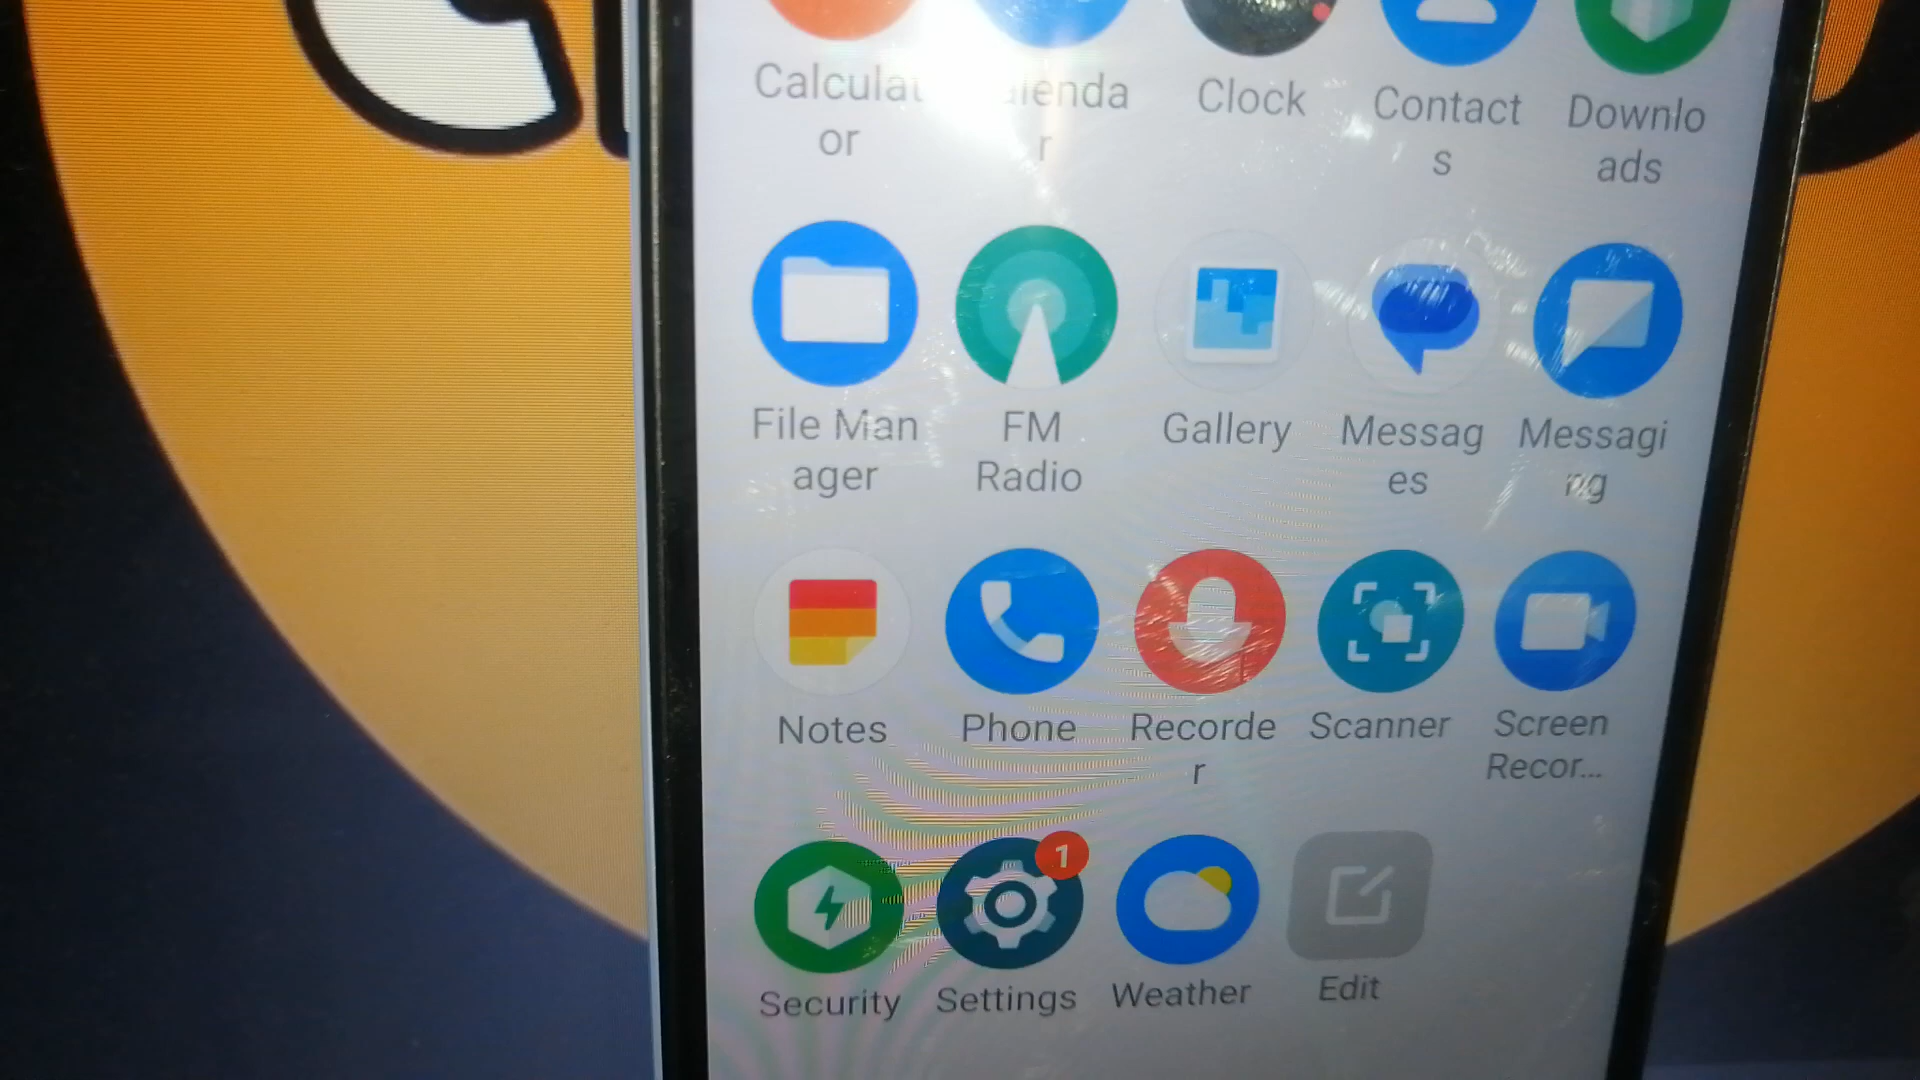 Calculat
or
lenda
r
Clock
Contact
s
Downlo
ads
File Man
ager
FM
Radio
Gallery
Messag
es
Messagi
ng
Notes
Phone
Recorde
r
Scanner
Screen
Recor...
1
Security
Settings
Weather
Edit